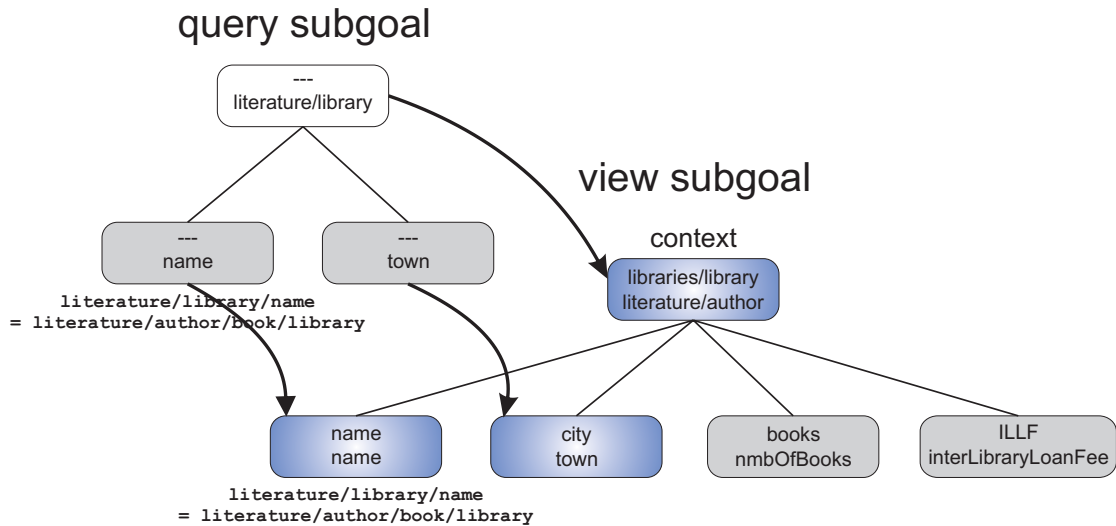 query subgoal
---
literature/library
view subgoal
context
---
name
---
town
libraries/library
literature/author
literature/library/name
= literature/author/book/library
name
name
city
town
books
nmbOfBooks
ILLF
interLibraryLoanFee
literature/library/name
= literature/author/book/library